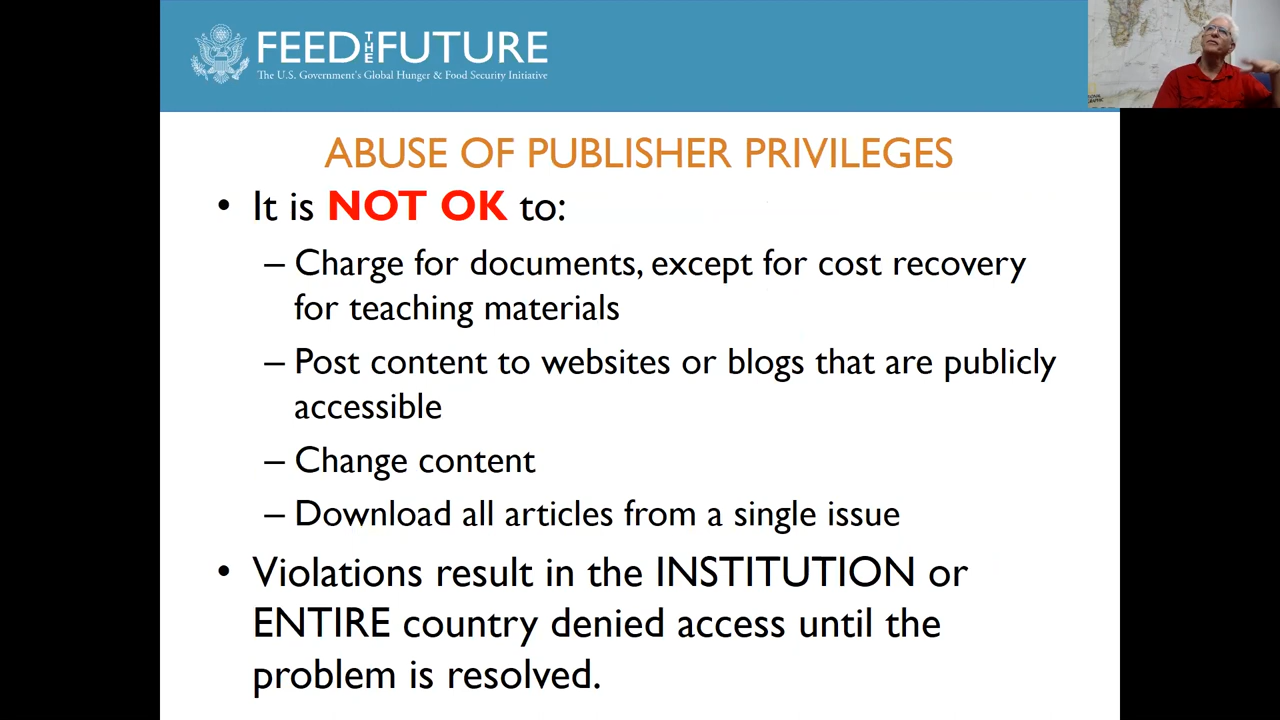 FEED THE FUTURE
The U.S. Government's Global Hunger & Food Security Initiative
ABUSE OF PUBLISHER PRIVILEGES
• It is NOT OK to:
– Charge for documents, except for cost recovery
for teaching materials
– Post content to websites or blogs that are publicly
accessible
– Change content
– Download all articles from a single issue
• Violations result in the INSTITUTION or
ENTIRE country denied access until the
problem is resolved.